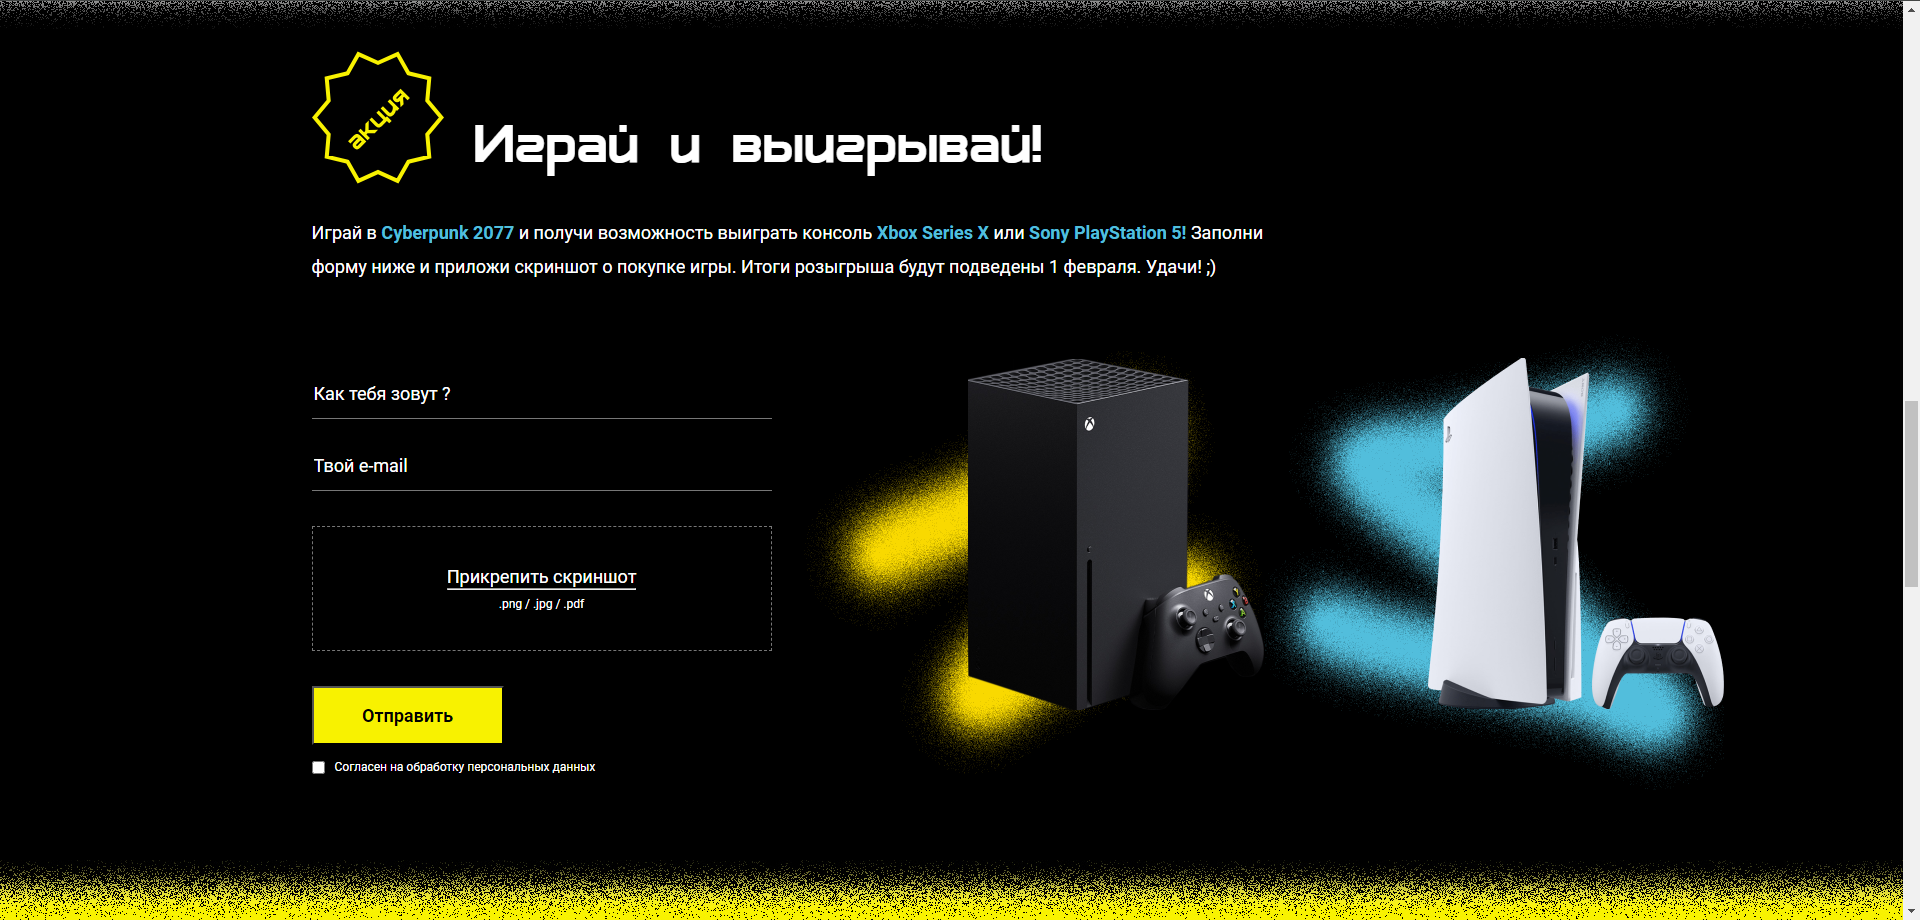 акция
Играй и выигрывай!
Играй в Cyberpunk 2077 и получи возможность выиграть консоль Xbox Series X или Sony PlayStation 5! Заполни
форму ниже и приложи скриншот о покупке игры. Итоги розыгрыша будут подведены 1 февраля. Удачи! ;)
Как тебя зовут ?
Твой e-mail
Прикрепить скриншот
.png / .jpg / .pdf
Отправить
Согласен на обработку персональных данных